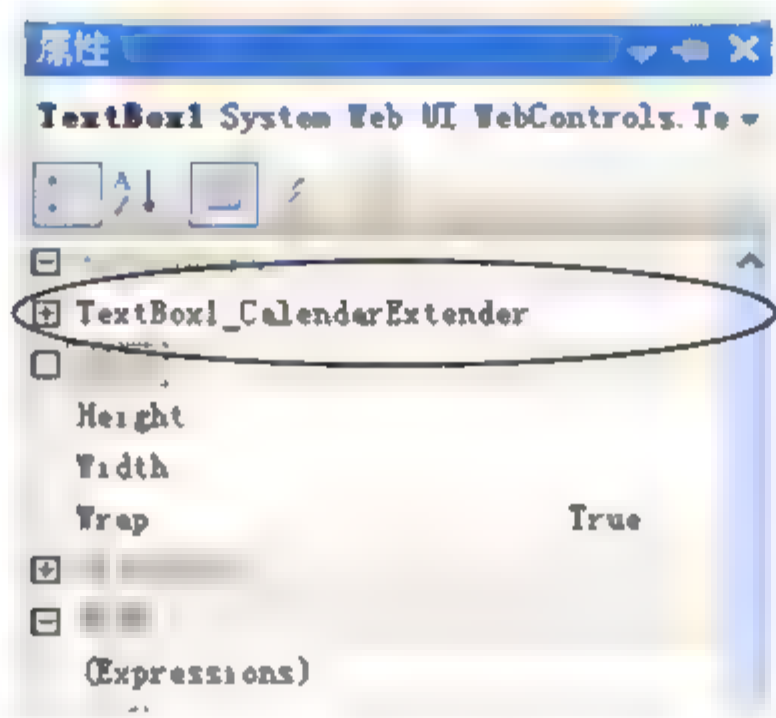 属性
TextBox1 System Web UI WebControls.Te
TextBox1_CalendarExtender
Height
Width
Wrap True
(Expressions)